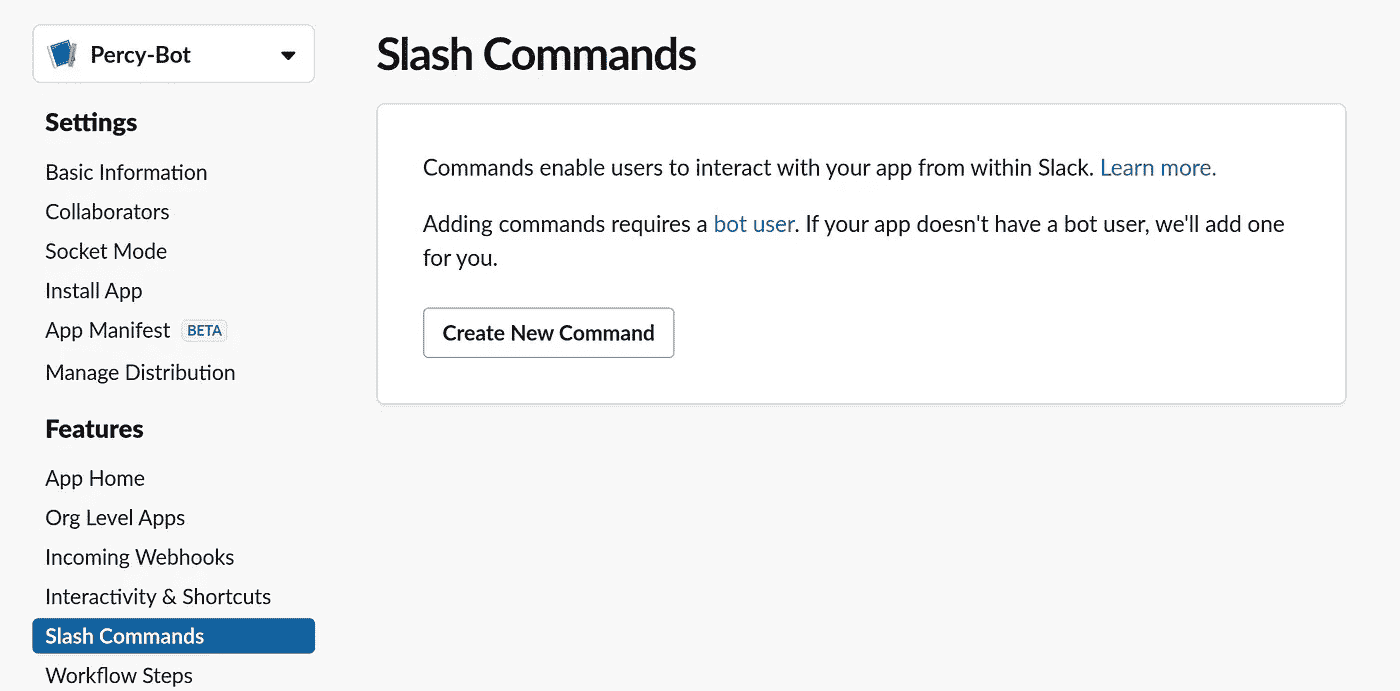 Percy-Bot
Settings
Basic Information
Collaborators
Socket Mode
Install App
App Manifest BETA
Manage Distribution
Features
App Home
Org Level Apps
Incoming Webhooks
Interactivity & Shortcuts
Slash Commands
Workflow Steps
Slash Commands
Commands enable users to interact with your app from within Slack. Learn more.
Adding commands requires a bot user. If your app doesn't have a bot user, we'll add one
for you.
Create New Command